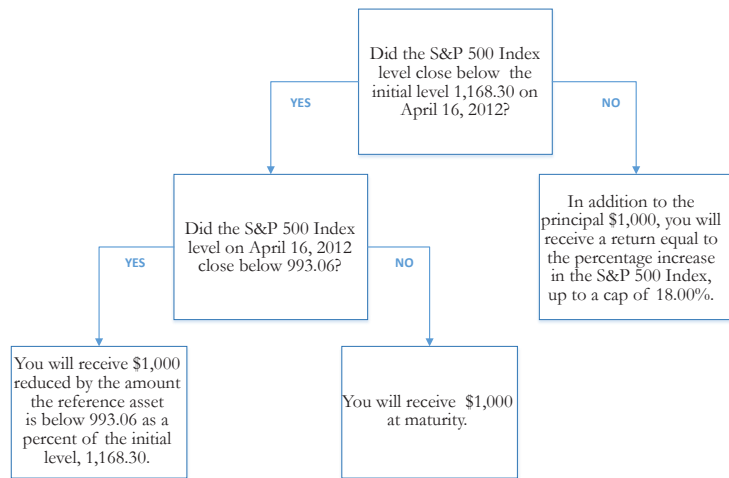 Did the S&P 500 Index
level close below the
initial level 1,168.30 on
April 16, 2012?
YES
NO
Did the S&P 500 Index
level on April 16, 2012
close below 993.06?
In addition to the
principal $1,000, you will
receive a return equal to
the percentage increase
in the S&P 500 Index,
up to a cap of 18.00%.
YES
NO
You will receive $1,000
reduced by the amount
the reference asset
is below 993.06 as a
percent of the initial
level, 1,168.30.
You will receive $1,000
at maturity.